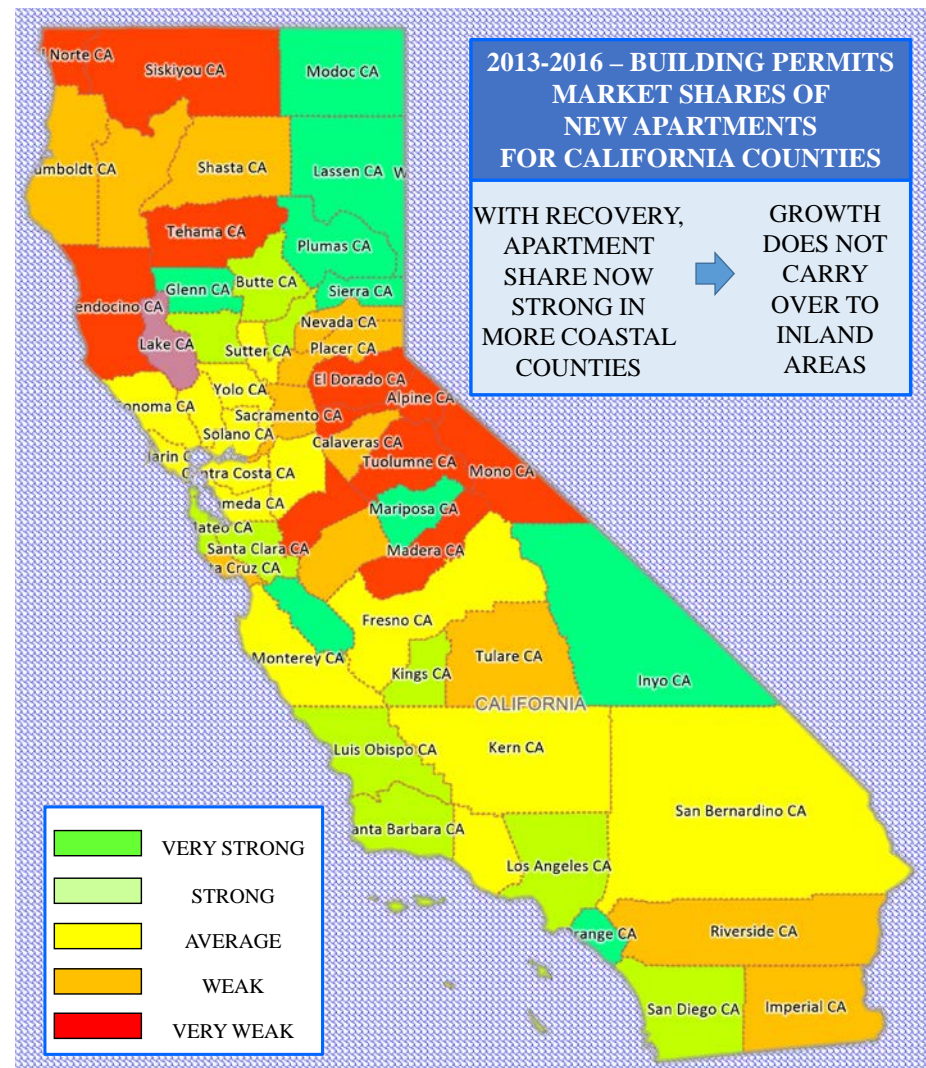 Norte CA
Siskiyou CA
Modoc CA
2013-2016 – BUILDING PERMITS
MARKET SHARES OF
NEW APARTMENTS
FOR CALIFORNIA COUNTIES
WITH RECOVERY,
APARTMENT
SHARE NOW
STRONG IN
MORE COASTAL
COUNTIES
GROWTH
DOES NOT
CARRY
OVER TO
INLAND
AREAS
umboldt CA
Shasta CA
Lassen CA W
Tehama CA
Plumas CA
Glenn CA
Butte CA
Sierra CA
endocino CA
Nevada CA
Lake CA
Sutter CA
Placer CA
El Dorado CA
Yolo CA
Alpine CA
onoma CA
Sacramento CA
Solano CA
Calaveras CA
arin C
Tuolumne CA
Mono CA
ntra Costa CA
meda CA
Mariposa CA
ateo CA
Santa Clara CA
Madera CA
ta Cruz CA
Fresno CA
Monterey CA
Tulare CA
Kings CA
Inyo CA
CALIFORNIA
Luis Obispo CA
Kern CA
San Bernardino CA
anta Barbara CA
Los Angeles CA
range CA
Riverside CA
San Diego CA
Imperial CA
VERY STRONG
STRONG
AVERAGE
WEAK
VERY WEAK